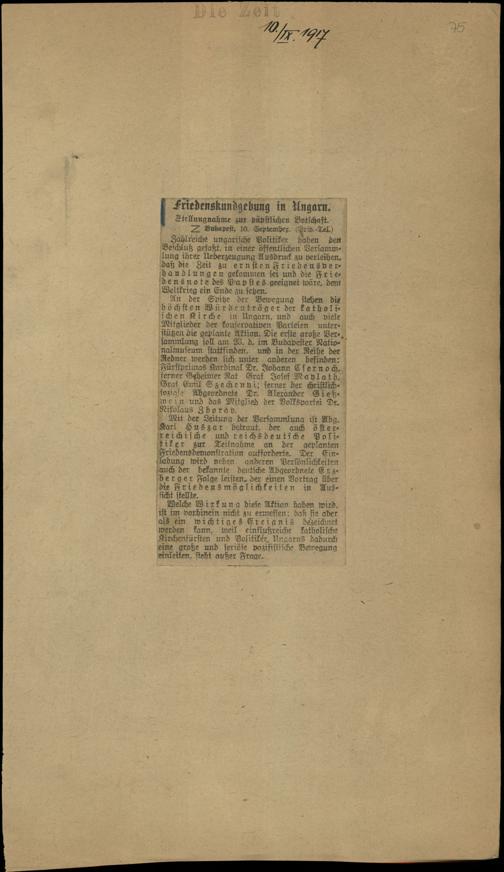 Die Zeit
10./IX. 1917
75
Friedenskundgebung in Ungarn.
Stellungnahme zur päpstlichen Botschaft.
Z Budapest, 10. September. (Priv.-Tel.)
Zahlreiche ungarische Politiker haben den
Beschluß gefaßt, in einer öffentlichen Versamm-
lung ihrer Ueberzeugung Ausdruck zu verleihen,
daß die Zeit zu ernsten Friedensver-
handlungen gekommen sei und die Frie-
densnote des Papstes geeignet wäre, dem
Weltkrieg ein Ende zu setzen.
An der Spitze der Bewegung stehen die
höchsten Würdenträger der katholi-
schen Kirche in Ungarn, und auch viele
Mitglieder der konservativen Parteien unter-
stützen die geplante Aktion. Die erste große Ver-
sammlung soll am 23. d. im Budapester Natio-
nalmuseum stattfinden, und in der Reihe der
Redner werden sich unter anderen befinden:
Fürstprimas Kardinal Dr. Johann Csernoch,
ferner Geheimer Rat Graf Josef Maylath,
Graf Emil Szechenyi; ferner der christlich-
soziale Abgeordnete Dr. Alexander Gieß-
wein und das Mitglied der Volkspartei Dr.
Nikolaus Zboray.
Mit der Leitung der Versammlung ist Abg.
Karl Huszar betraut, der auch öster-
reichische und reichsdeutsche Poli-
tiker zur Teilnahme an der geplanten
Friedensdemonstration aufforderte. Der Ein-
ladung wird neben anderen Persönlichkeiten
auch der bekannte deutsche Abgeordnete Erz-
berger Folge leisten, der einen Vortrag über
die Friedensmöglichkeiten in Aus-
sicht stellte.
Welche Wirkung diese Aktion haben wird,
ist im vorhinein nicht zu ermessen; daß sie aber
als ein wichtiges Ereignis bezeichnet
werden kann, weil einflußreiche katholische
Kirchenfürsten und Politiker Ungarns dadurch
eine große und seriöse pazifistische Bewegung
einleiten, steht außer Frage.